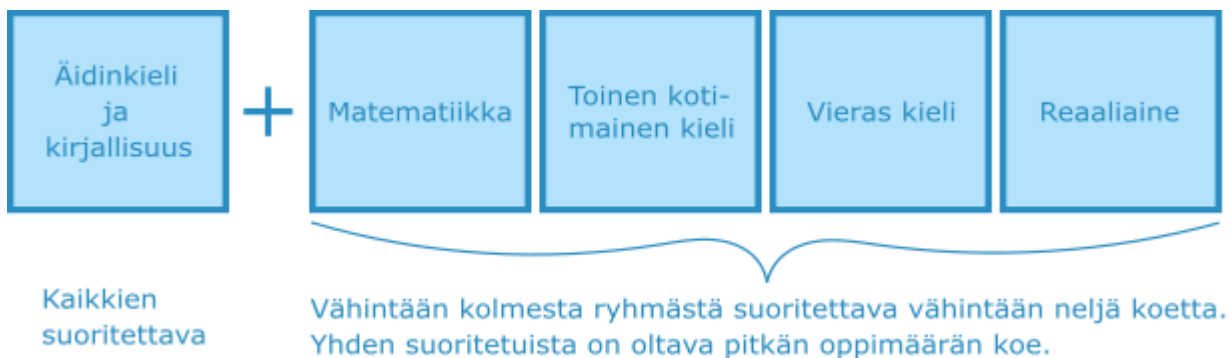 Äidinkieli
ja
kirjallisuus
+
Matematiikka
Toinen koti-
mainen kieli
Vieras kieli
Reaaliaine
Kaikkien
suoritettava
Vähintään kolmesta ryhmästä suoritettava vähintään neljä koetta.
Yhden suoritetuista on oltava pitkän oppimäärän koe.